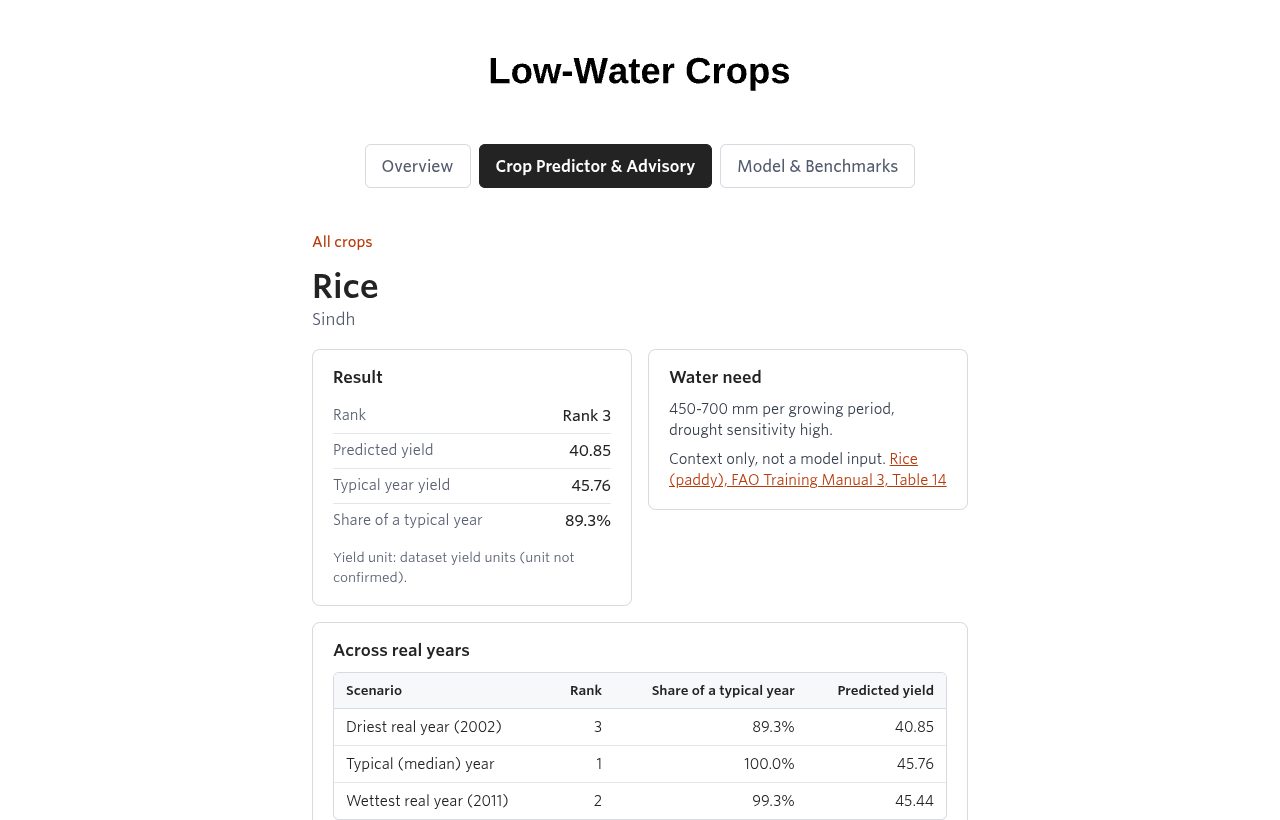 Low-Water Crops
Overview
Crop Predictor & Advisory
Model & Benchmarks
All crops
Rice
Sindh
Result
Rank Rank 3
Predicted yield 40.85
Typical year yield 45.76
Share of a typical year 89.3%
Yield unit: dataset yield units (unit not
confirmed).
Water need
450-700 mm per growing period,
drought sensitivity high.
Context only, not a model input. Rice
(paddy), FAO Training Manual 3, Table 14
Across real years
Scenario Rank Share of a typical year Predicted yield
Driest real year (2002) 3 89.3% 40.85
Typical (median) year 1 100.0% 45.76
Wettest real year (2011) 2 99.3% 45.44